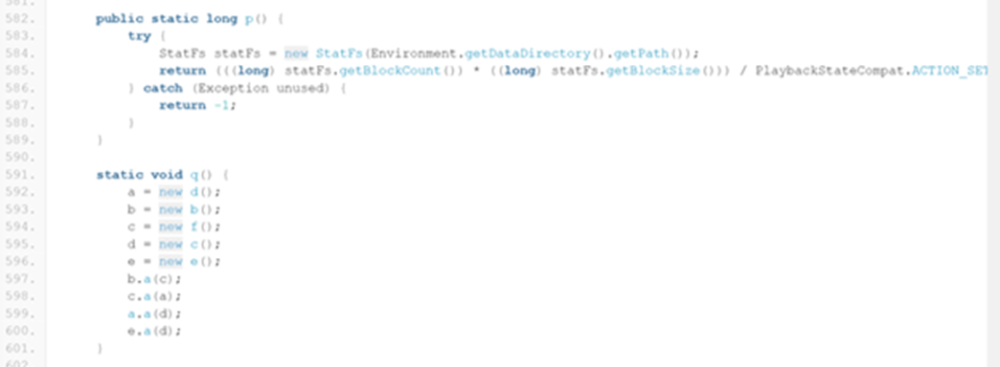 581.
582. public static long p() {
583. try {
584. StatFs statFs = new StatFs(Environment.getDataDirectory().getPath());
585. return (((long) statFs.getBlockCount()) * ((long) statFs.getBlockSize())) / PlaybackStateCompat.ACTION_SET
586. } catch (Exception unused) {
587. return -1;
588. }
589. }
590.
591. static void q() {
592. a = new d();
593. b = new b();
594. c = new f();
595. d = new c();
596. e = new e();
597. b.a(c);
598. c.a(a);
599. a.a(d);
600. e.a(d);
601. }
602